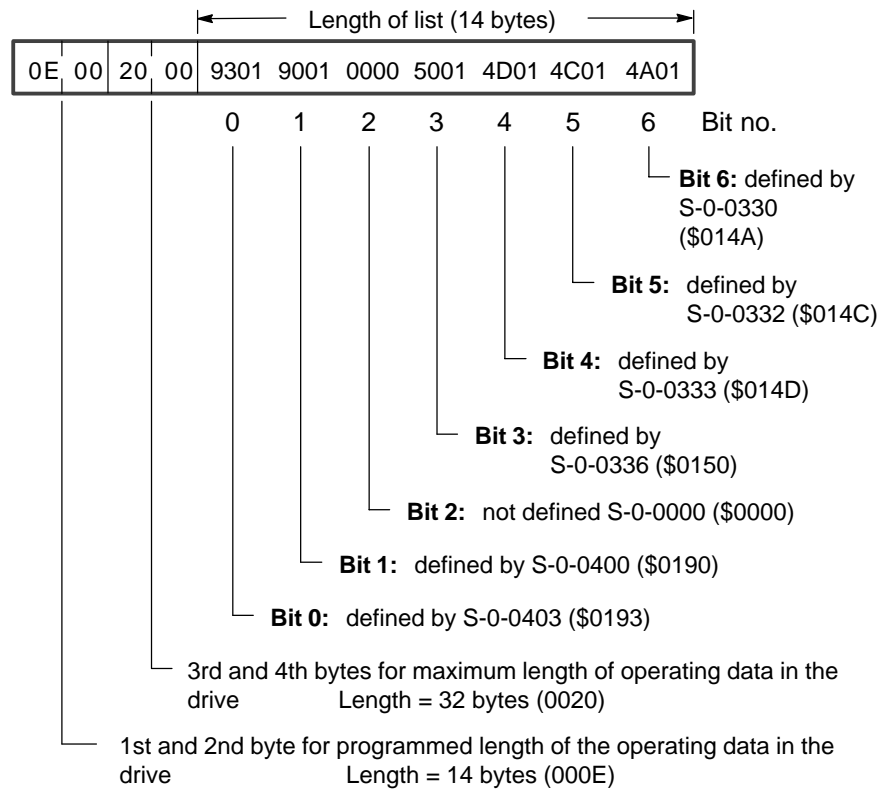 Length of list (14 bytes)
0E 00 20 00 9301 9001 0000 5001 4D01 4C01 4A01
0 1 2 3 4 5 6 Bit no.
Bit 6: defined by
S-0-0330
($014A)
Bit 5: defined by
S-0-0332 ($014C)
Bit 4: defined by
S-0-0333 ($014D)
Bit 3: defined by
S-0-0336 ($0150)
Bit 2: not defined S-0-0000 ($0000)
Bit 1: defined by S-0-0400 ($0190)
Bit 0: defined by S-0-0403 ($0193)
3rd and 4th bytes for maximum length of operating data in the
drive Length = 32 bytes (0020)
1st and 2nd byte for programmed length of the operating data in the
drive Length = 14 bytes (000E)